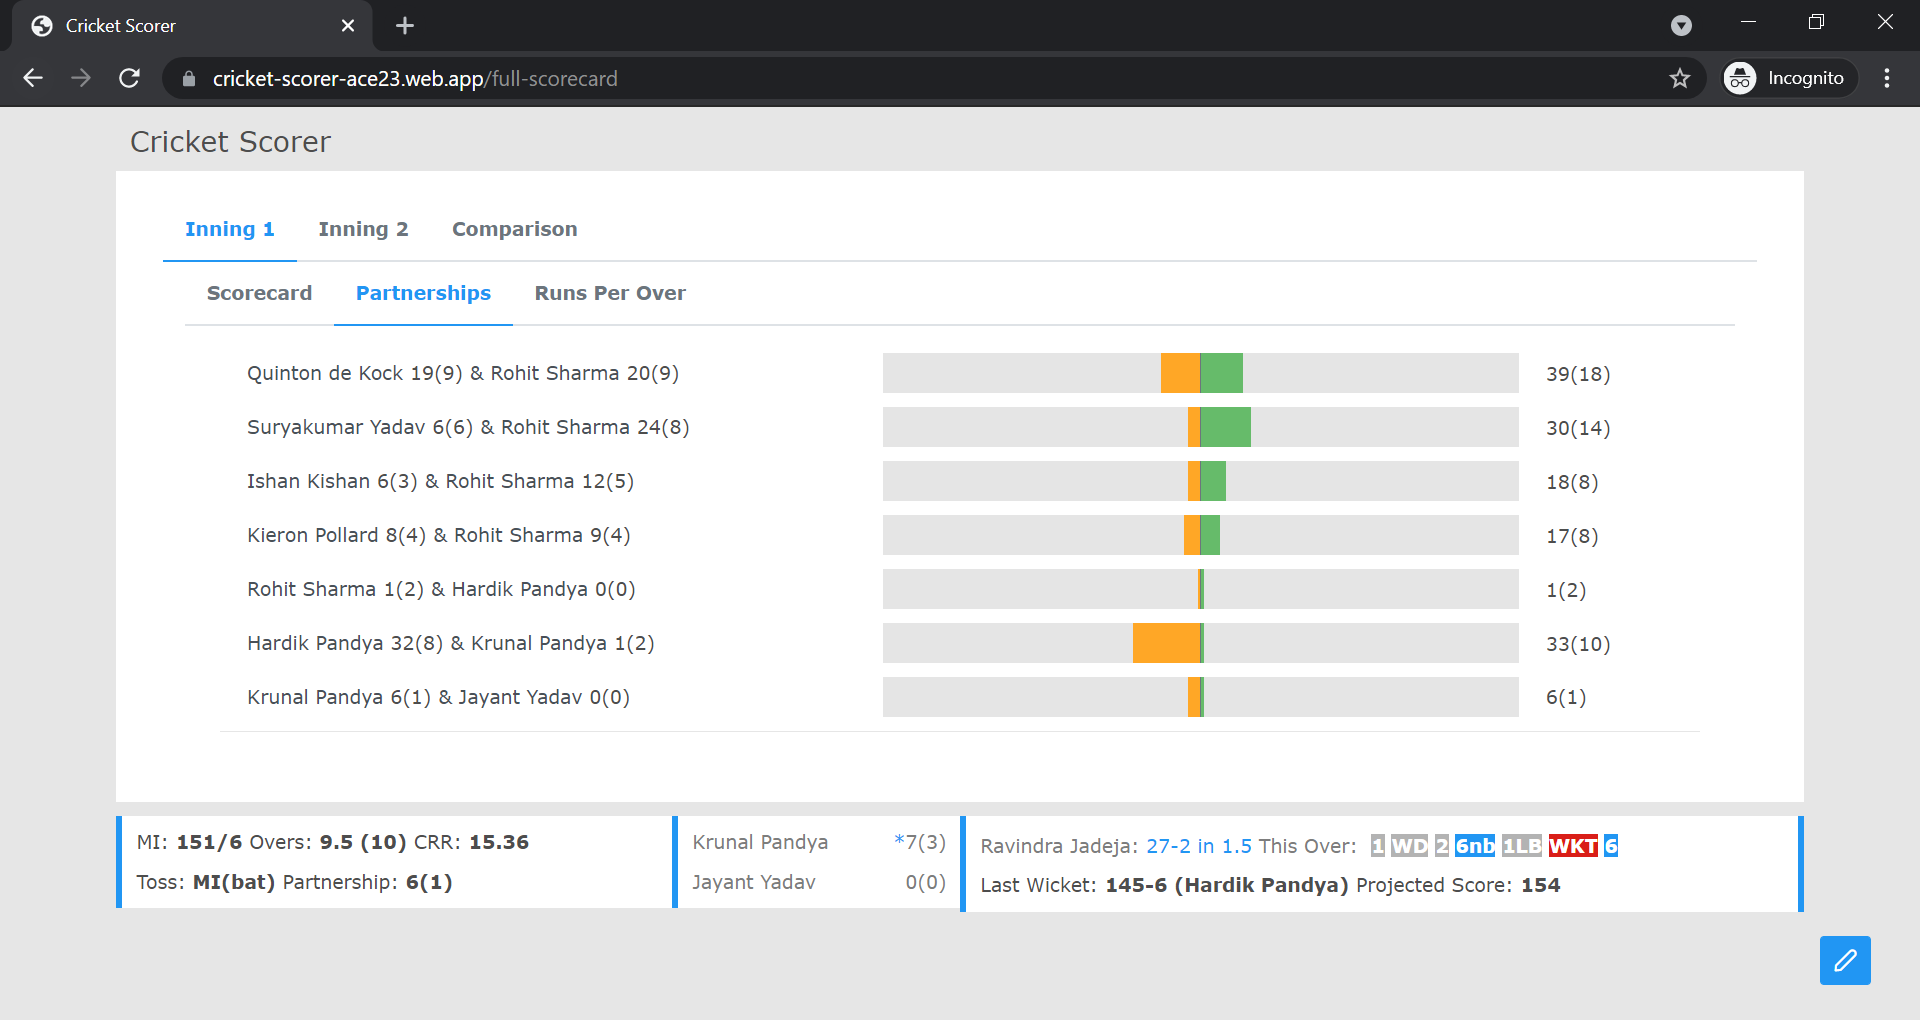 Cricket Scorer
cricket-scorer-ace23.web.app/full-scorecard
Incognito
Cricket Scorer
Inning 1 Inning 2 Comparison
Scorecard Partnerships Runs Per Over
Quinton de Kock 19(9) & Rohit Sharma 20(9) 39(18)
Suryakumar Yadav 6(6) & Rohit Sharma 24(8) 30(14)
Ishan Kishan 6(3) & Rohit Sharma 12(5) 18(8)
Kieron Pollard 8(4) & Rohit Sharma 9(4) 17(8)
Rohit Sharma 1(2) & Hardik Pandya 0(0) 1(2)
Hardik Pandya 32(8) & Krunal Pandya 1(2) 33(10)
Krunal Pandya 6(1) & Jayant Yadav 0(0) 6(1)
MI: 151/6 Overs: 9.5 (10) CRR: 15.36
Toss: MI(bat) Partnership: 6(1)
Krunal Pandya *7(3)
Jayant Yadav 0(0)
Ravindra Jadeja: 27-2 in 1.5 This Over: 1 WD 2 6nb 1LB WKT 6
Last Wicket: 145-6 (Hardik Pandya) Projected Score: 154